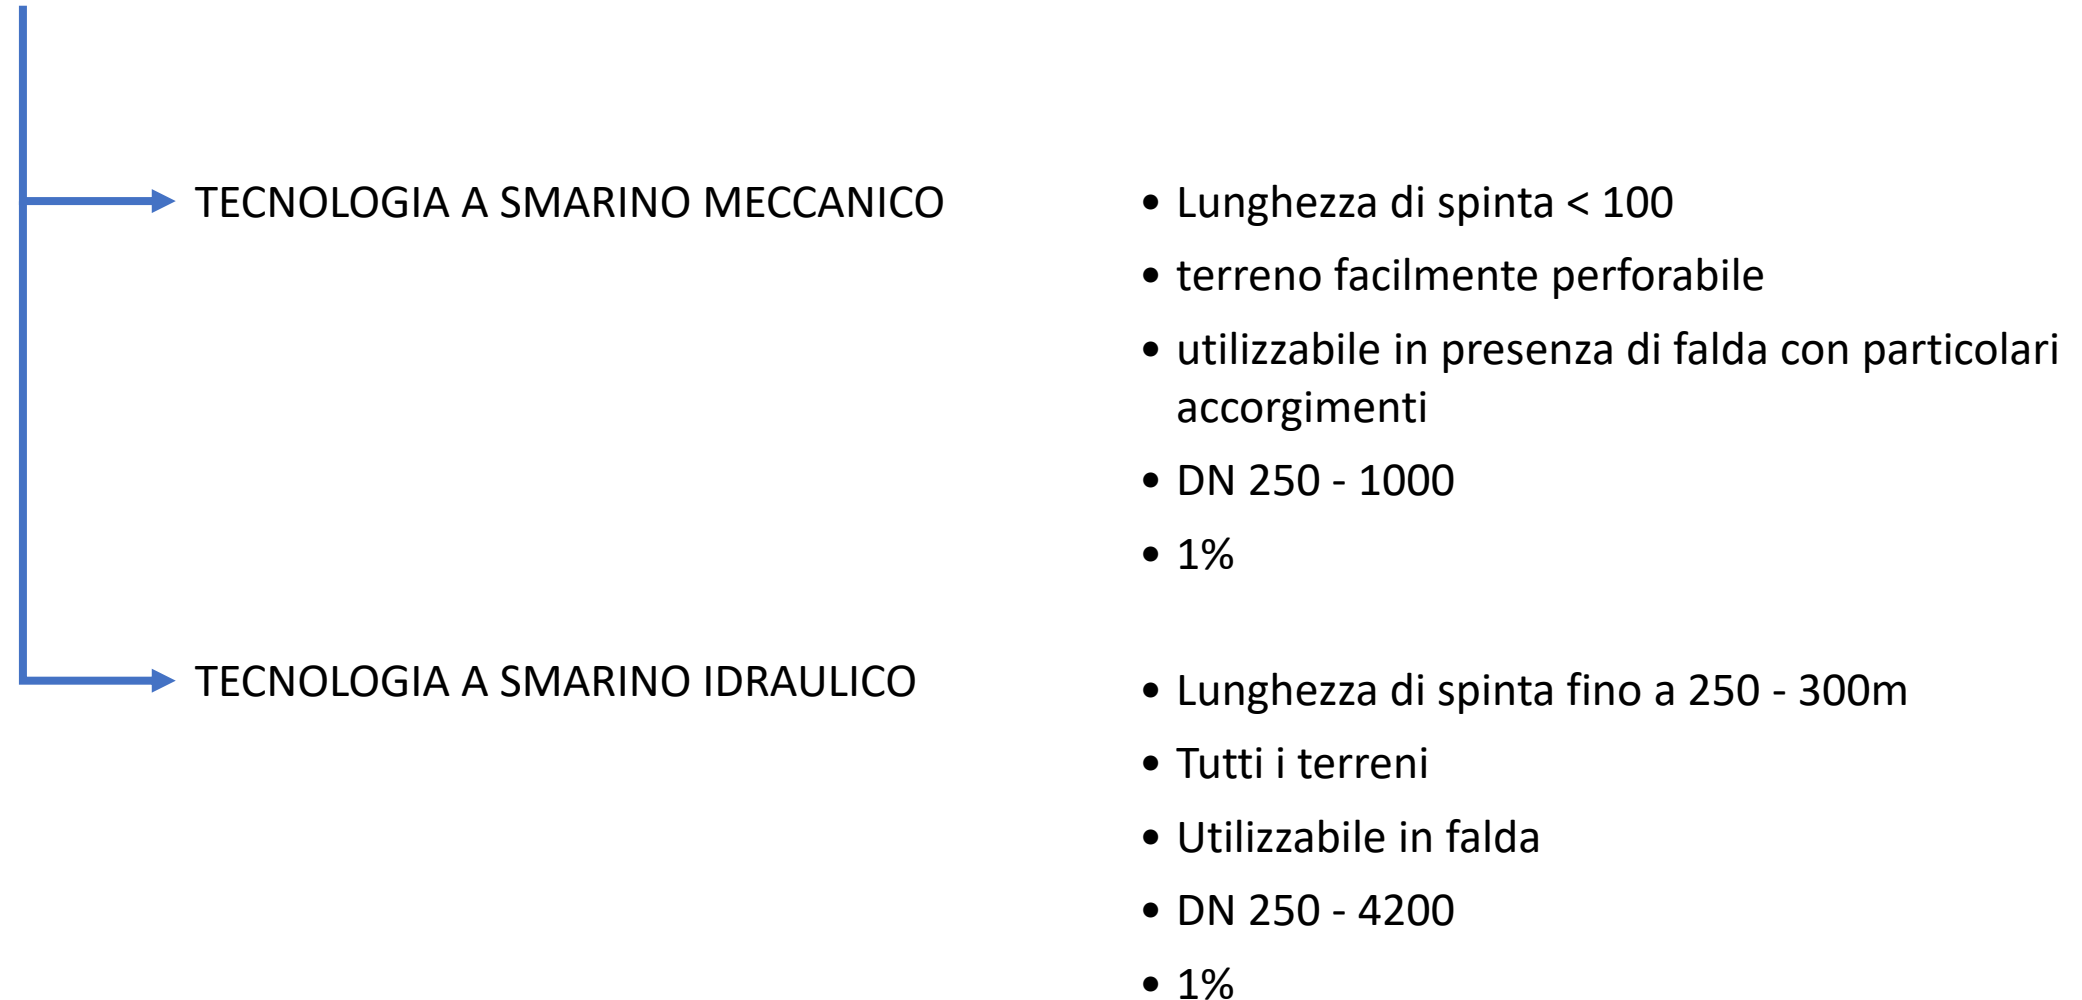 TECNOLOGIA A SMARINO MECCANICO
• Lunghezza di spinta < 100
• terreno facilmente perforabile
• utilizzabile in presenza di falda con particolari
accorgimenti
• DN 250 - 1000
• 1%
TECNOLOGIA A SMARINO IDRAULICO
• Lunghezza di spinta fino a 250 - 300m
• Tutti i terreni
• Utilizzabile in falda
• DN 250 - 4200
• 1%